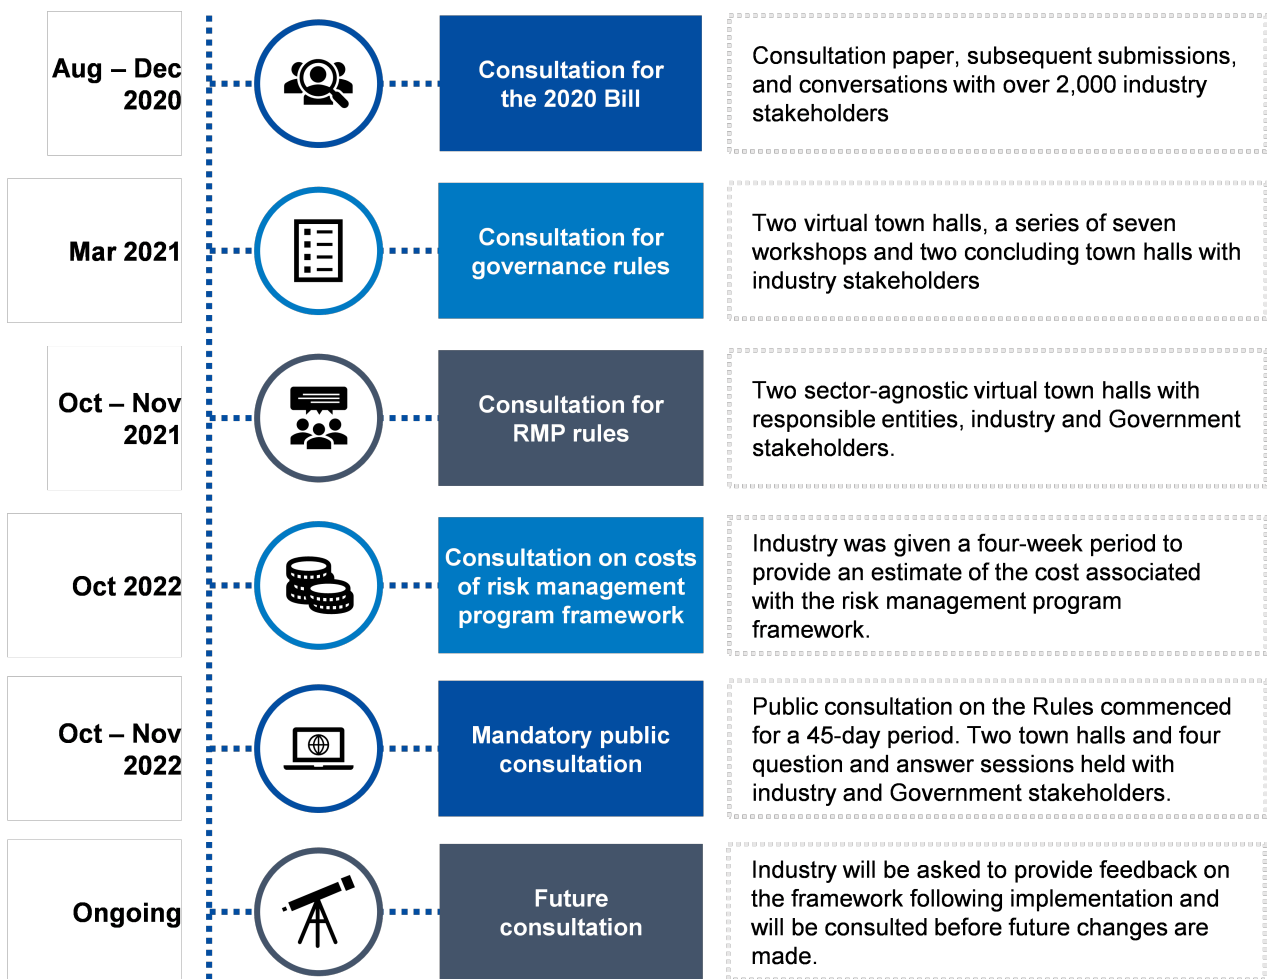 Aug – Dec
2020
Consultation for
the 2020 Bill
Consultation paper, subsequent submissions,
and conversations with over 2,000 industry
stakeholders
Mar 2021
Consultation for
governance rules
Two virtual town halls, a series of seven
workshops and two concluding town halls with
industry stakeholders
Oct – Nov
2021
Consultation for
RMP rules
Two sector-agnostic virtual town halls with
responsible entities, industry and Government
stakeholders.
Oct 2022
Consultation on costs
of risk management
program framework
Industry was given a four-week period to
provide an estimate of the cost associated
with the risk management program
framework.
Oct – Nov
2022
Mandatory public
consultation
Public consultation on the Rules commenced
for a 45-day period. Two town halls and four
question and answer sessions held with
industry and Government stakeholders.
Ongoing
Future
consultation
Industry will be asked to provide feedback on
the framework following implementation and
will be consulted before future changes are
made.